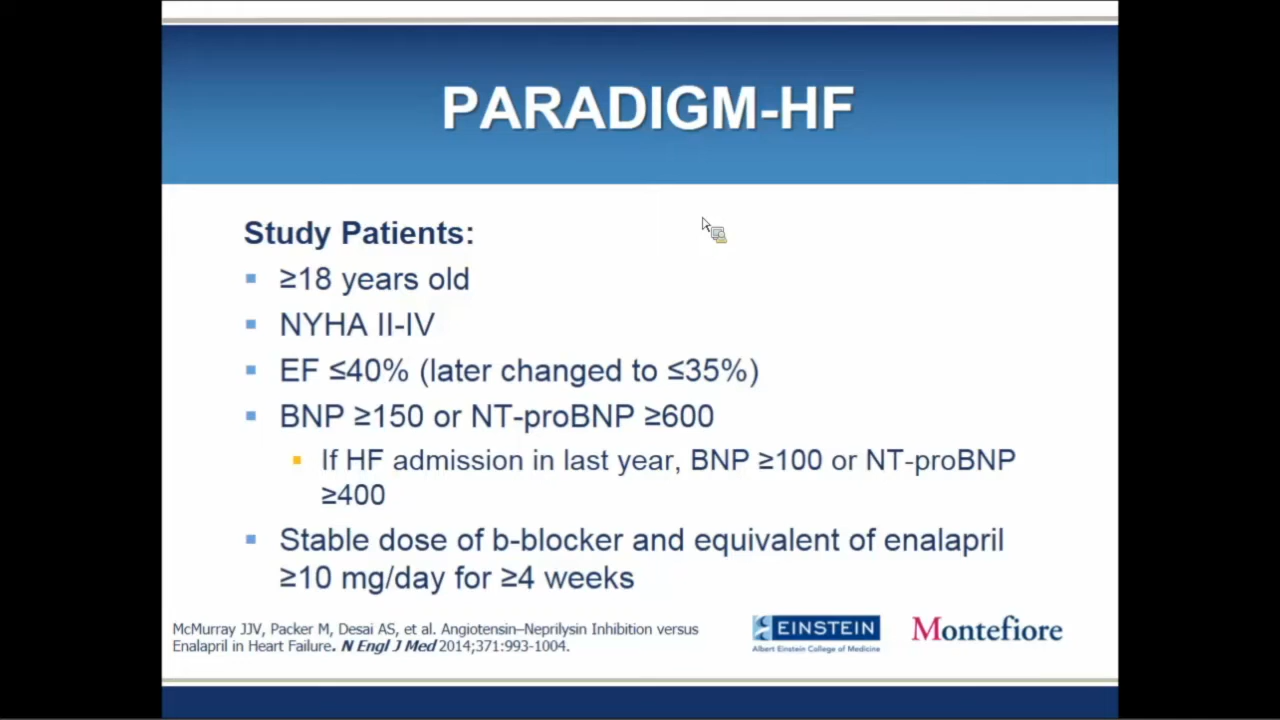 PARADIGM-HF
Study Patients:
▪ ≥18 years old
▪ NYHA II-IV
▪ EF ≤40% (later changed to ≤35%)
▪ BNP ≥150 or NT-proBNP ≥600
▪ If HF admission in last year, BNP ≥100 or NT-proBNP
≥400
▪ Stable dose of b-blocker and equivalent of enalapril
≥10 mg/day for ≥4 weeks
McMurray JJV, Packer M, Desai AS, et al. Angiotensin–Neprilysin Inhibition versus
Enalapril in Heart Failure. N Engl J Med 2014;371:993-1004.
EINSTEIN
Albert Einstein College of Medicine
Montefiore